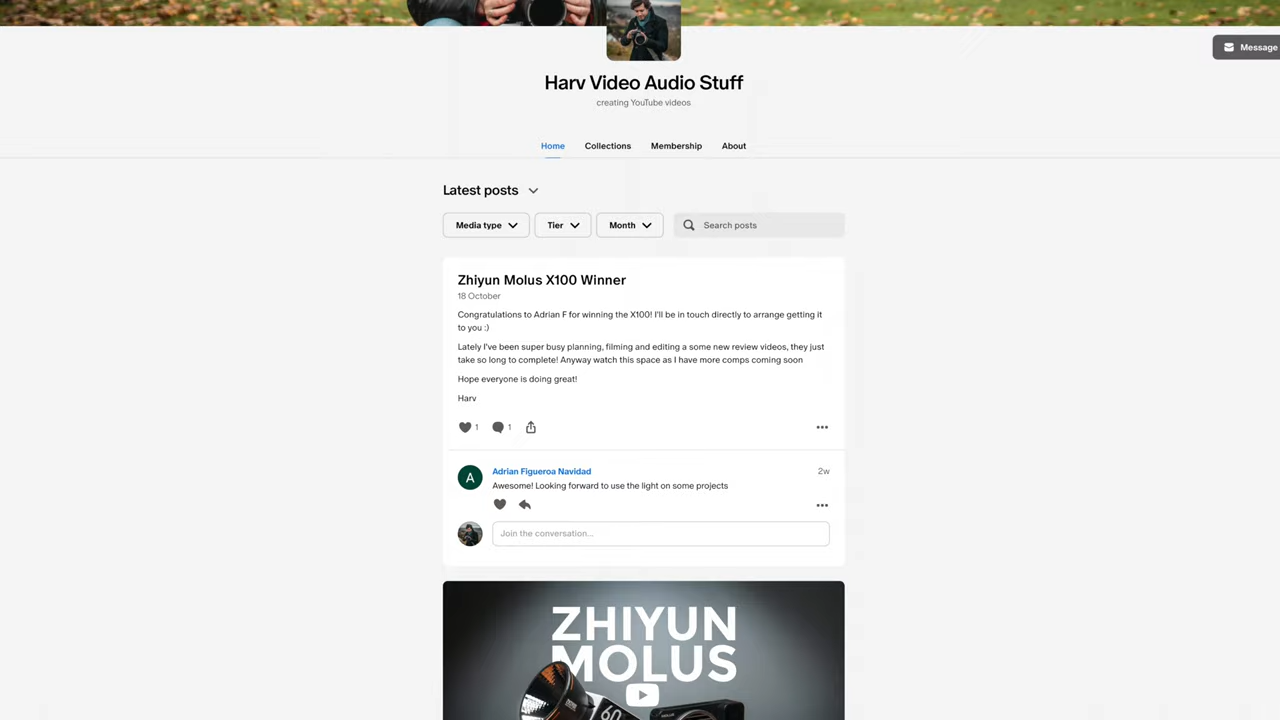 Message
Harv Video Audio Stuff
creating YouTube videos
Home Collections Membership About
Latest posts
Media type Tier Month Search posts
Zhiyun Molus X100 Winner
18 October
Congratulations to Adrian F for winning the X100! I'll be in touch directly to arrange getting it
to you :)
Lately I've been super busy planning, filming and editing a some new review videos, they just
take so long to complete! Anyway watch this space as I have more comps coming soon
Hope everyone is doing great!
Harv
1 1
A
Adrian Figueroa Navidad 2w
Awesome! Looking forward to use the light on some projects
Join the conversation...
ZHIYUN
MOLUS
60